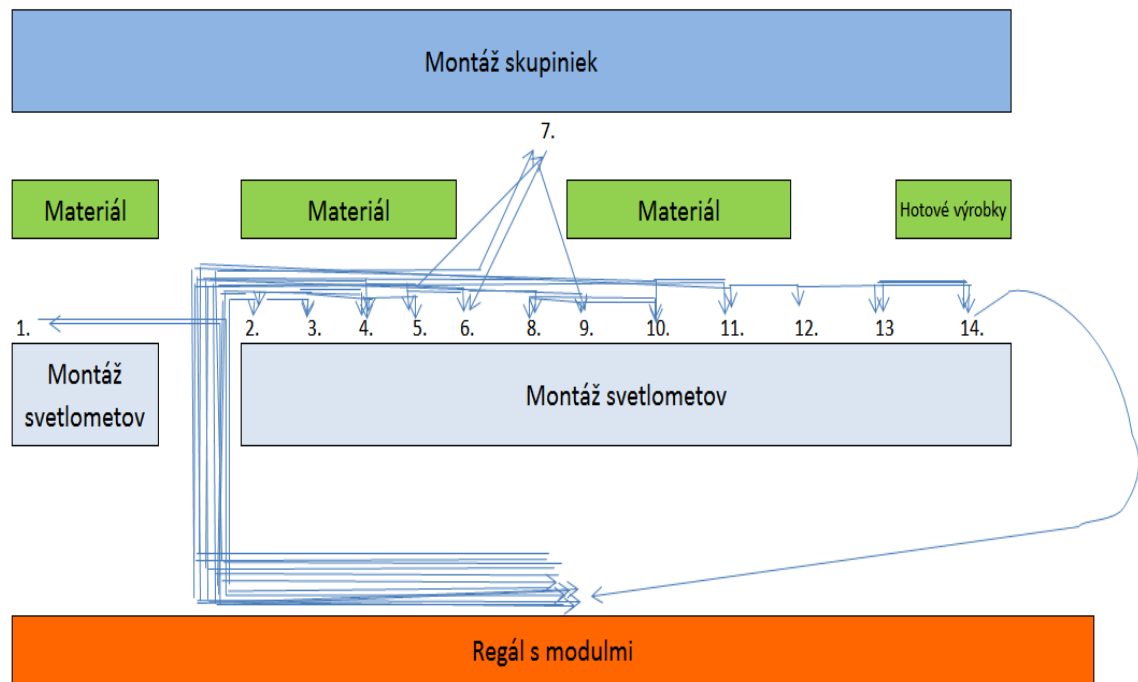 Montáž skupiniek
7.
Materiál
Materiál
Materiál
Hotové výrobky
1.
2.
3.
4.
5.
6.
8.
9.
10.
11.
12.
13
14.
Montáž
svetlometov
Montáž svetlometov
Regál s modulmi